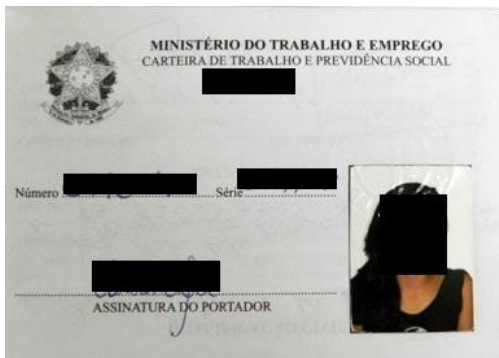 MINISTÉRIO DO TRABALHO E EMPREGO
CARTEIRA DE TRABALHO E PREVIDÊNCIA SOCIAL
Número Série
ASSINATURA DO PORTADOR